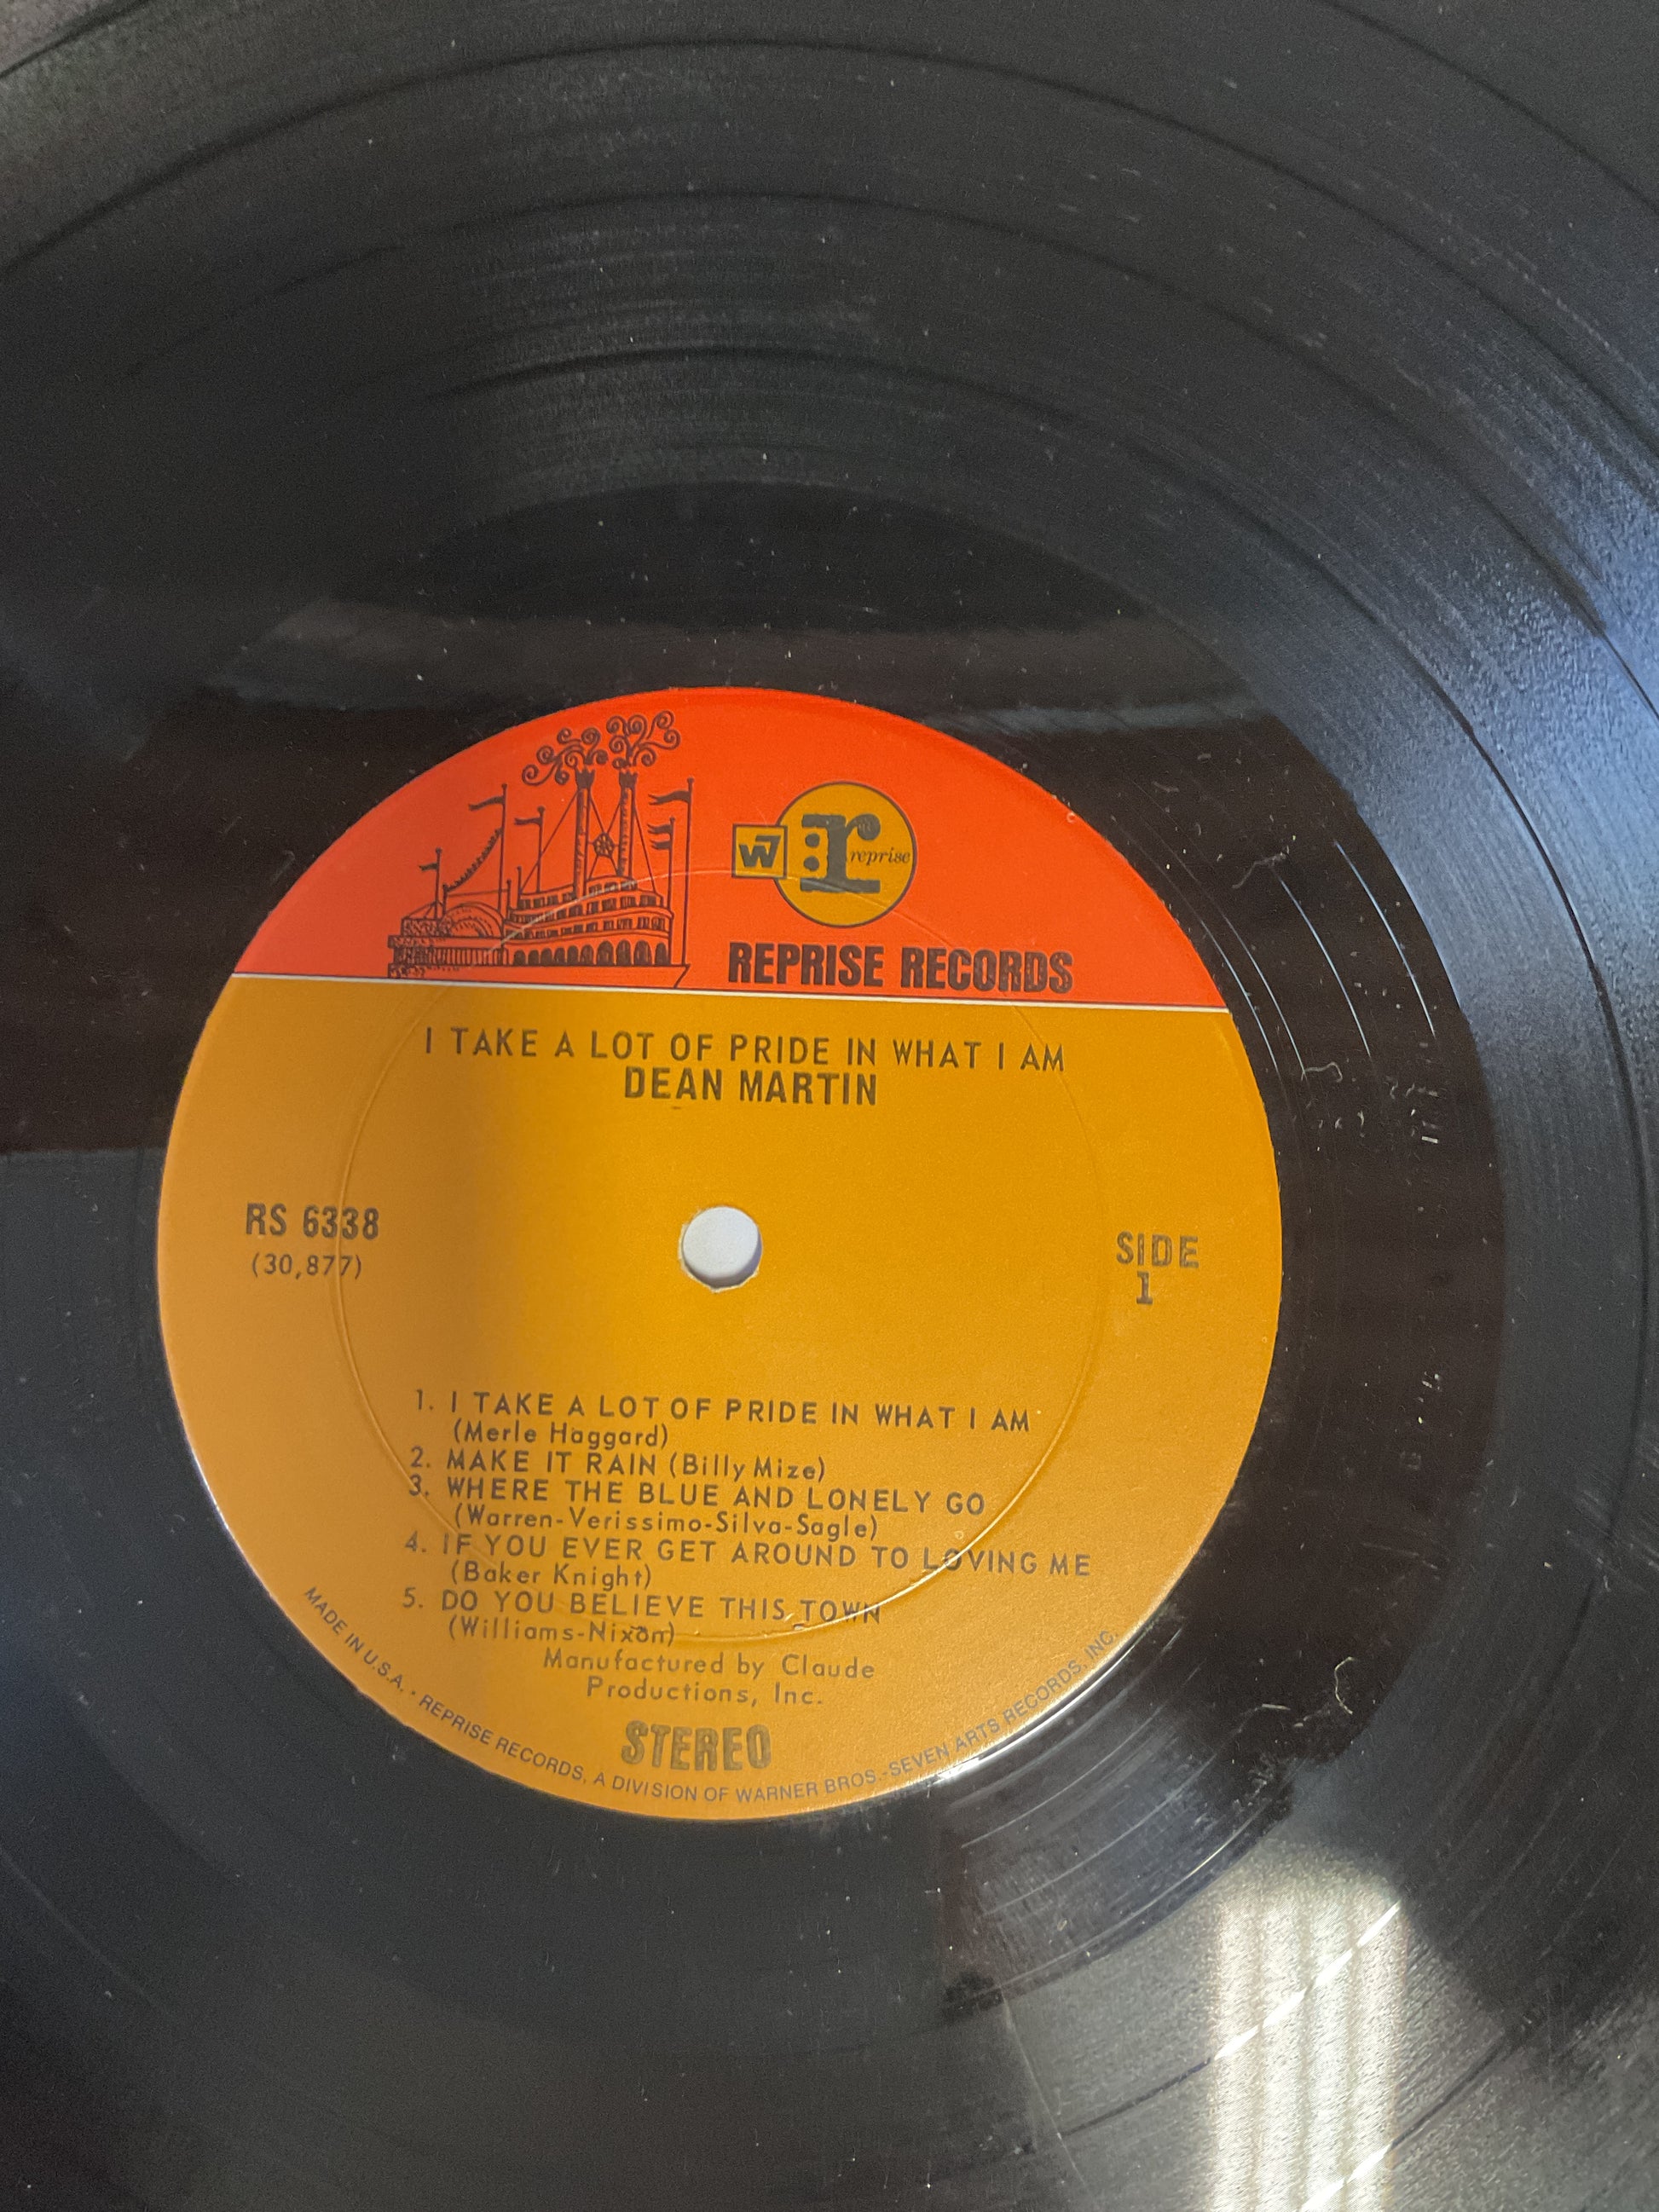 W7
r
reprise
REPRISE RECORDS
I TAKE A LOT OF PRIDE IN WHAT I AM
DEAN MARTIN
RS 6338
(30,877)
SIDE
1
1. I TAKE A LOT OF PRIDE IN WHAT I AM
(Merle Haggard)
2. MAKE IT RAIN (Billy Mize)
3. WHERE THE BLUE AND LONELY GO
(Warren-Verissimo-Silva-Sagle)
4. IF YOU EVER GET AROUND TO LOVING ME
(Baker Knight)
5. DO YOU BELIEVE THIS TOWN
(Williams-Nixon)
Manufactured by Claude
Productions, Inc.
STEREO
MADE IN U.S.A. • REPRISE RECORDS, A DIVISION OF WARNER BROS.-SEVEN ARTS RECORDS, INC.